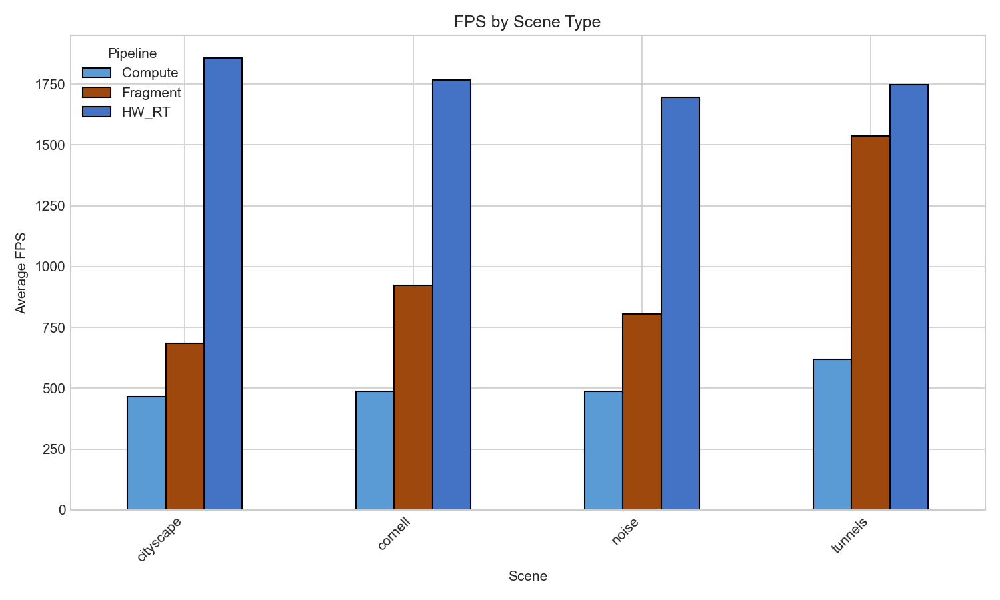 FPS by Scene Type
Pipeline
Compute
Fragment
HW_RT
Average FPS
1750
1500
1250
1000
750
500
250
0
cityscape
cornell
noise
tunnels
Scene